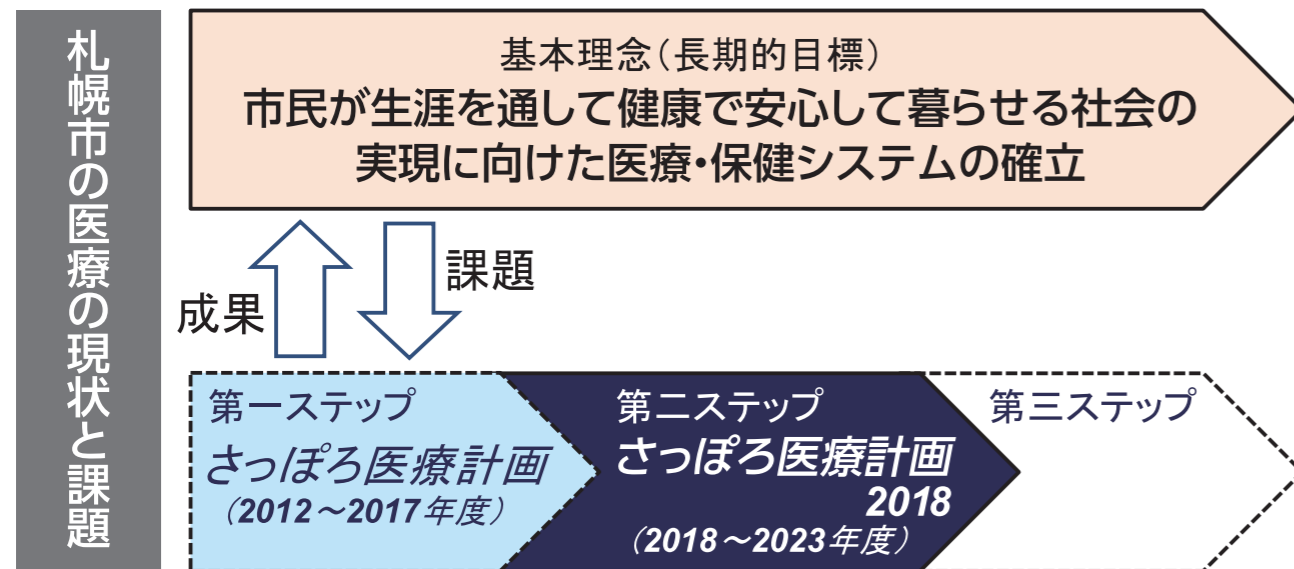 札幌市の医療の現状と課題
基本理念(長期的目標)
市民が生涯を通して健康で安心して暮らせる社会の
実現に向けた医療・保健システムの確立
成果
課題
第一ステップ
さっぽろ医療計画
(2012～2017年度)
第二ステップ
さっぽろ医療計画
2018
(2018～2023年度)
第三ステップ